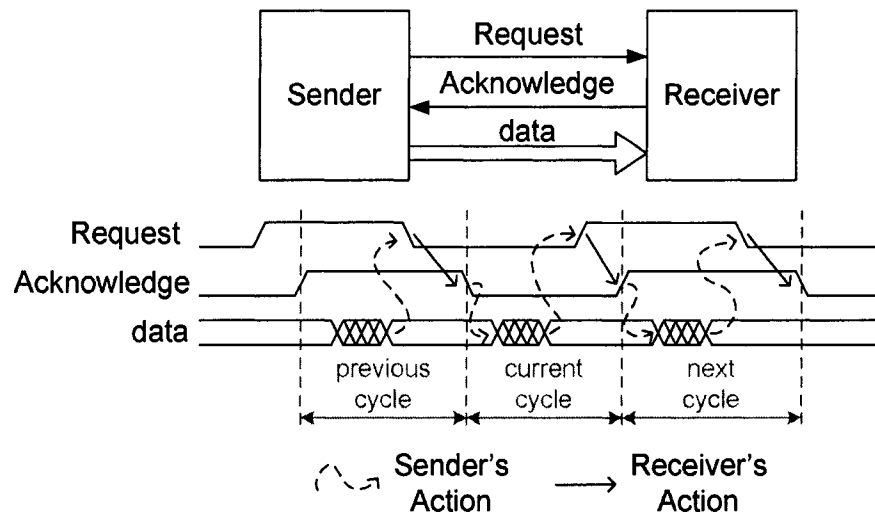 Sender
Request
Acknowledge
data
Receiver
Request
Acknowledge
data
previous
cycle
current
cycle
next
cycle
Sender's
Action
Receiver's
Action